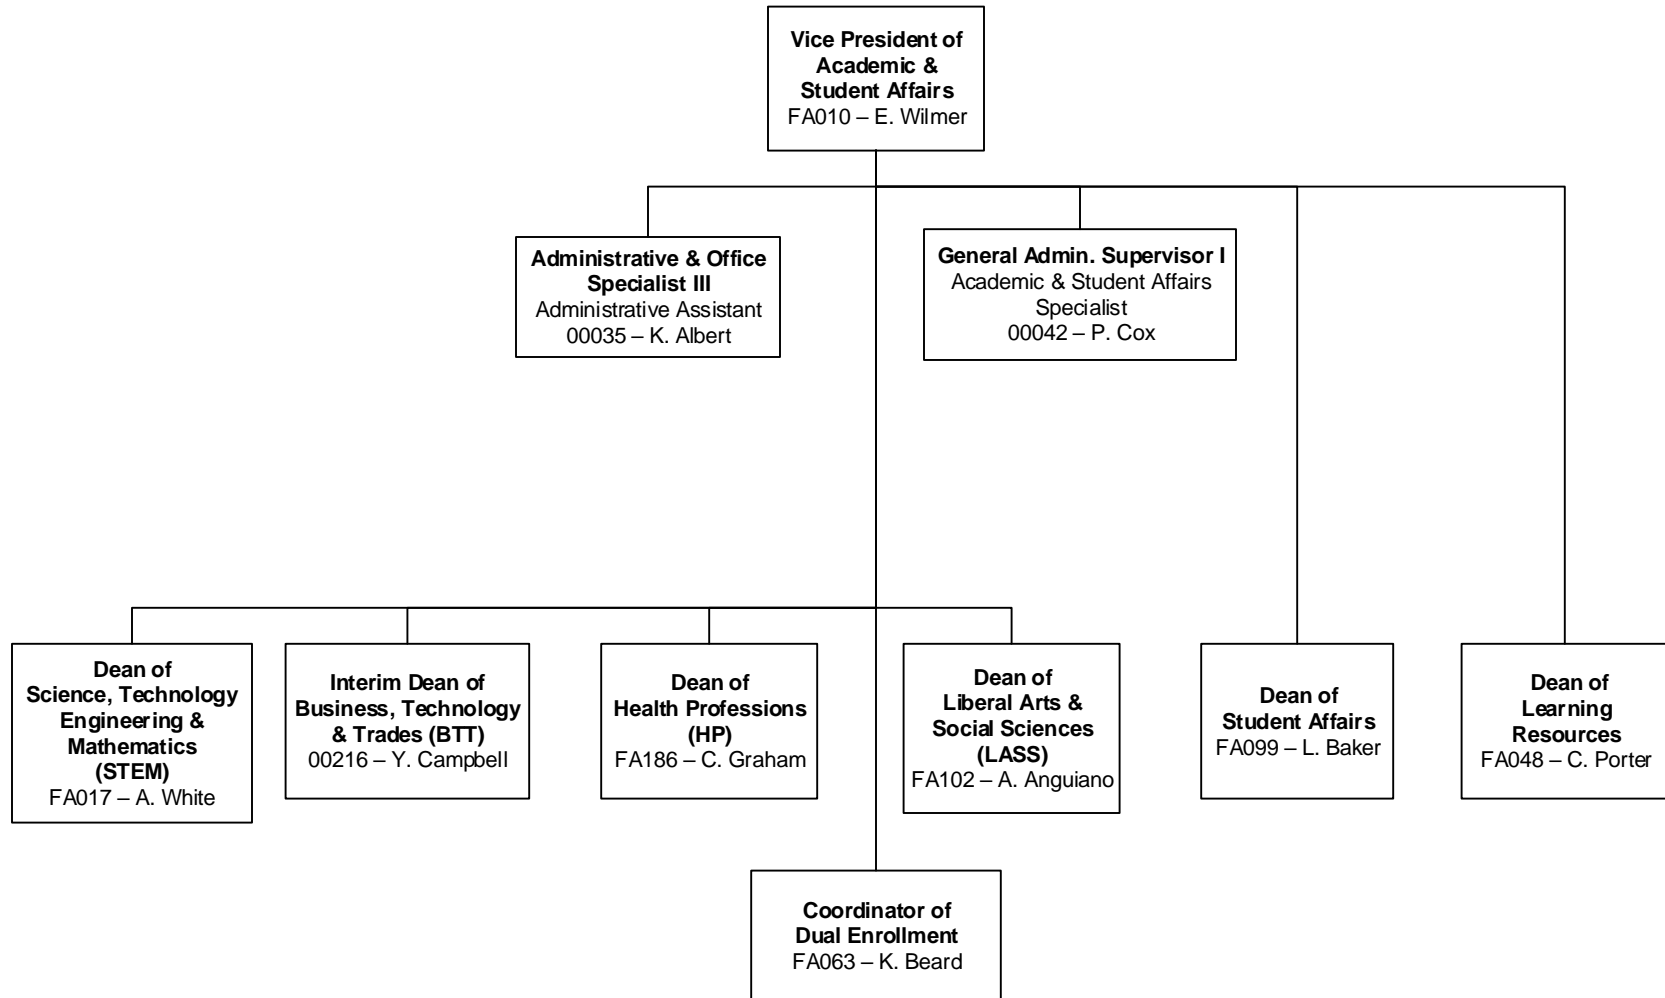 Vice President of
Academic &
Student Affairs
FA010 – E. Wilmer
Administrative & Office
Specialist III
Administrative Assistant
00035 – K. Albert
General Admin. Supervisor I
Academic & Student Affairs
Specialist
00042 – P. Cox
Dean of
Science, Technology
Engineering &
Mathematics
(STEM)
FA017 – A. White
Interim Dean of
Business, Technology
& Trades (BTT)
00216 – Y. Campbell
Dean of
Health Professions
(HP)
FA186 – C. Graham
Dean of
Liberal Arts &
Social Sciences
(LASS)
FA102 – A. Anguiano
Dean of
Student Affairs
FA099 – L. Baker
Dean of
Learning
Resources
FA048 – C. Porter
Coordinator of
Dual Enrollment
FA063 – K. Beard